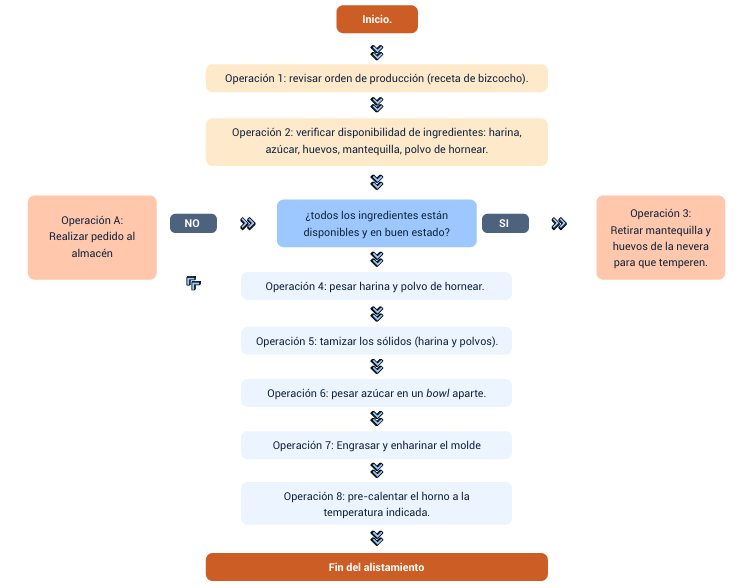 Inicio.
Operación 1: revisar orden de producción (receta de bizcocho).
Operación 2: verificar disponibilidad de ingredientes: harina,
azúcar, huevos, mantequilla, polvo de hornear.
Operación A:
Realizar pedido al
almacén
NO
¿todos los ingredientes están
disponibles y en buen estado?
SI
Operación 3:
Retirar mantequilla y
huevos de la nevera
para que temperen.
Operación 4: pesar harina y polvo de hornear.
Operación 5: tamizar los sólidos (harina y polvos).
Operación 6: pesar azúcar en un bowl aparte.
Operación 7: Engrasar y enharinar el molde
Operación 8: pre-calentar el horno a la
temperatura indicada.
Fin del alistamiento